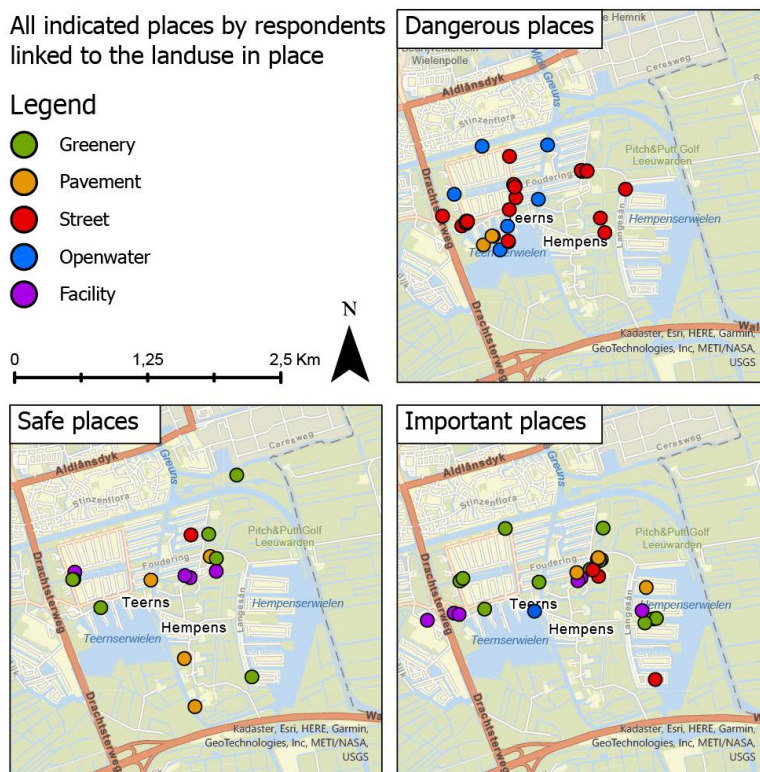 All indicated places by respondents
linked to the landuse in place
Legend
Greenery
Pavement
Street
Openwater
Facility
N
0
1,25
2,5 Km
Dangerous places
Hemrik
Wielenpolle
Aldlânsdyk
Greuns
Ceresweg
Stinzenflora
Pitch&Putt Golf
Leeuwarden
Foudering
Drachtsterweg
Teerns
Hempenserwielen
Langesân
Hempens
Teernserwielen
Drachtsterweg
Kadaster, Esri, HERE, Garmin,
GeoTechnologies, Inc, METI/NASA,
USGS
Safe places
Aldlânsdyk
Greuns
Ceresweg
Stinzenflora
Pitch&Putt Golf
Leeuwarden
Foudering
Drachtsterweg
Teerns
Hempenserwielen
Langesân
Hempens
Teernserwielen
Drachtsterweg
Kadaster, Esri, HERE, Garmin,
GeoTechnologies, Inc, METI/NASA,
USGS
Important places
Aldlânsdyk
Greuns
Ceresweg
Stinzenflora
Pitch&Putt Golf
Leeuwarden
Foudering
Drachtsterweg
Teerns
Hempenserwielen
Langesân
Hempens
Teernserwielen
Drachtsterweg
Kadaster, Esri, HERE, Garmin,
GeoTechnologies, Inc, METI/NASA,
USGS